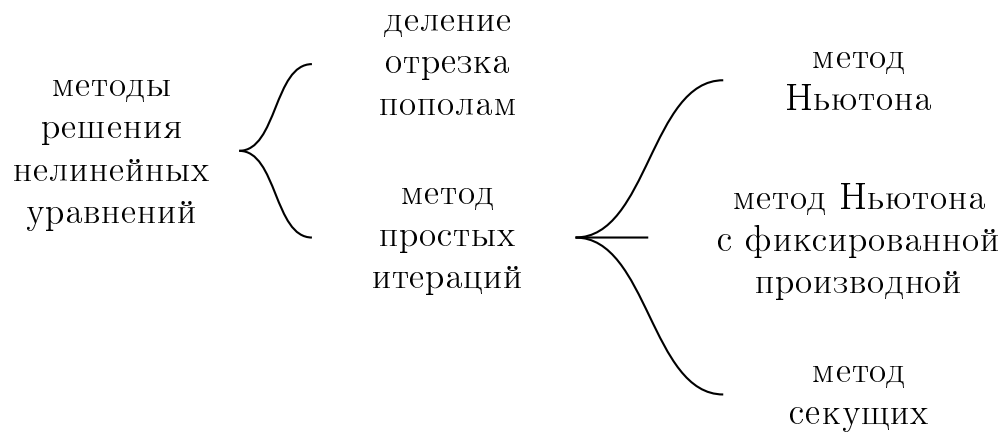 методы
решения
нелинейных
уравнений
деление
отрезка
пополам
метод
простых
итераций
метод
Ньютона
метод Ньютона
с фиксированной
производной
метод
секущих